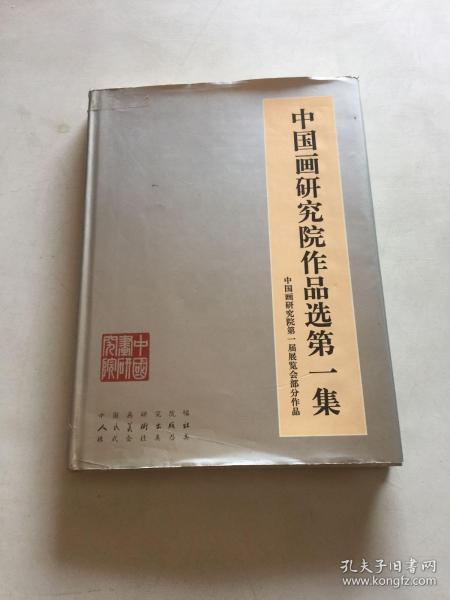 中国画研究院作品选第一集
中国画研究院第一届展览会部分作品
中國
畫研
究院
中国画研究院编
人民美术出版社
孔夫子旧书网
www.kongfz.com